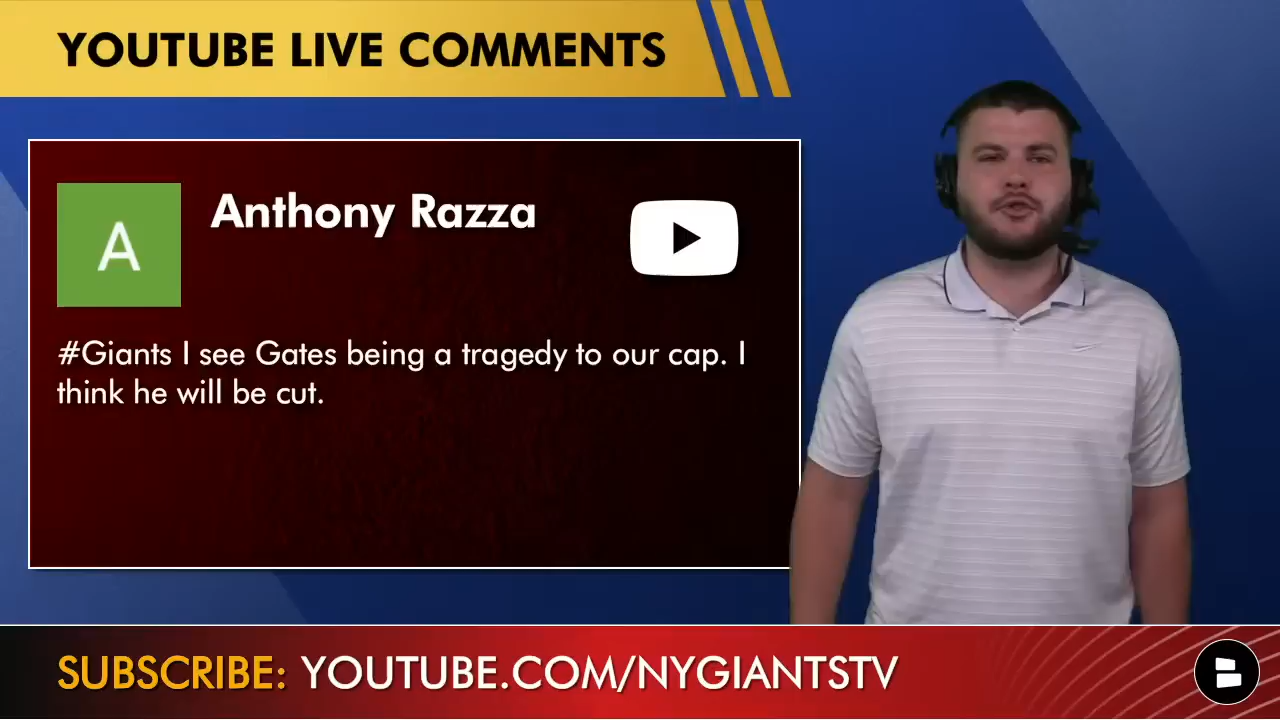 YOUTUBE LIVE COMMENTS
A
Anthony Razza
#Giants I see Gates being a tragedy to our cap. I
think he will be cut.
SUBSCRIBE: YOUTUBE.COM/NYGIANTSTV